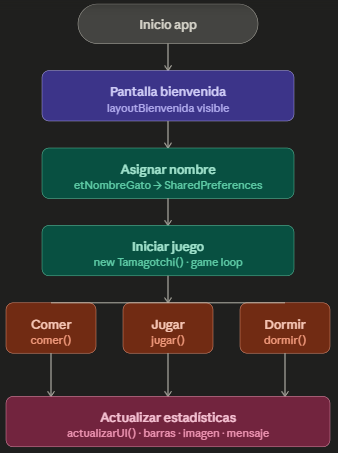 Inicio app
Pantalla bienvenida
layoutBienvenida visible
Asignar nombre
etNombreGato → SharedPreferences
Iniciar juego
new Tamagotchi() · game loop
Comer
comer()
Jugar
jugar()
Dormir
dormir()
Actualizar estadísticas
actualizarUI() · barras · imagen · mensaje